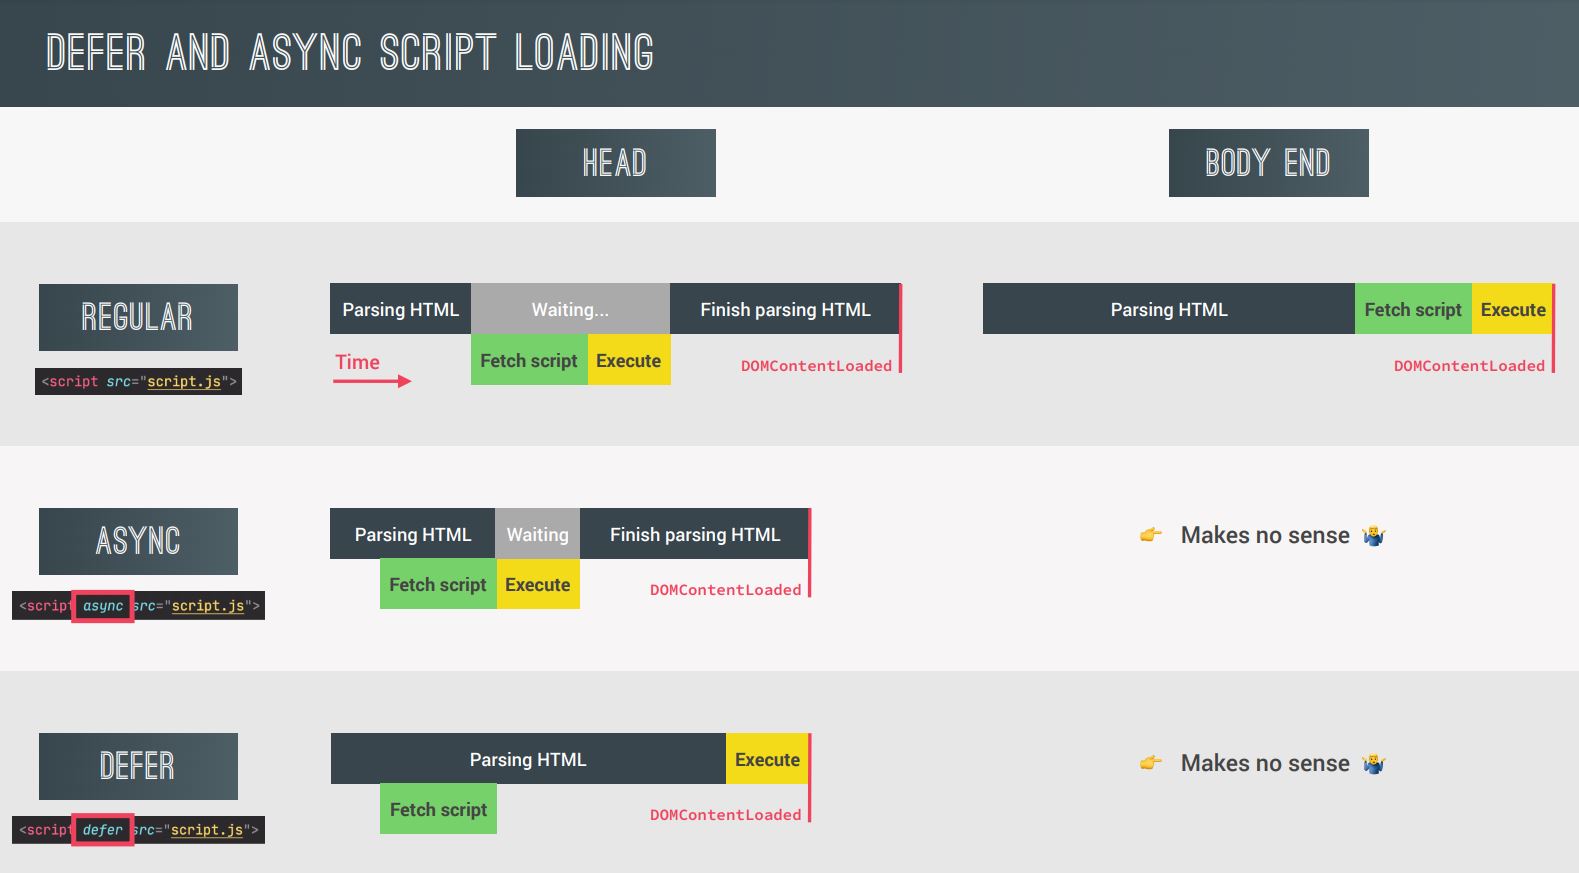 DEFER AND ASYNC SCRIPT LOADING
HEAD
BODY END
REGULAR
<script src="script.js">
Parsing HTML
Waiting...
Finish parsing HTML
Time
Fetch script
Execute
DOMContentLoaded
Parsing HTML
Fetch script
Execute
DOMContentLoaded
ASYNC
<script async src="script.js">
Parsing HTML
Waiting
Finish parsing HTML
Fetch script
Execute
DOMContentLoaded
👉 Makes no sense 🤷‍♂️
DEFER
<script defer src="script.js">
Parsing HTML
Execute
Fetch script
DOMContentLoaded
👉 Makes no sense 🤷‍♂️